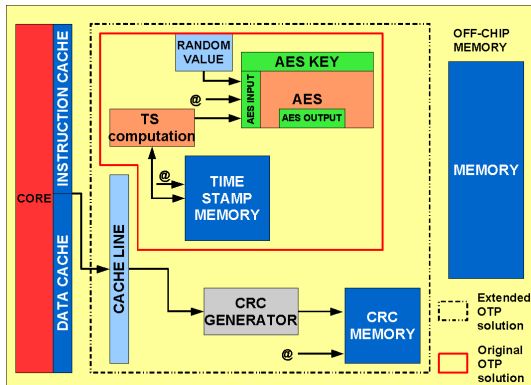 CORE
INSTRUCTION CACHE
DATA CACHE
RANDOM
VALUE
AES KEY
AES INPUT
AES
AES OUTPUT
@
TS
computation
@
TIME
STAMP
MEMORY
CACHE LINE
CRC
GENERATOR
CRC
MEMORY
@
OFF-CHIP
MEMORY
MEMORY
Extended
OTP
solution
Original
OTP
solution